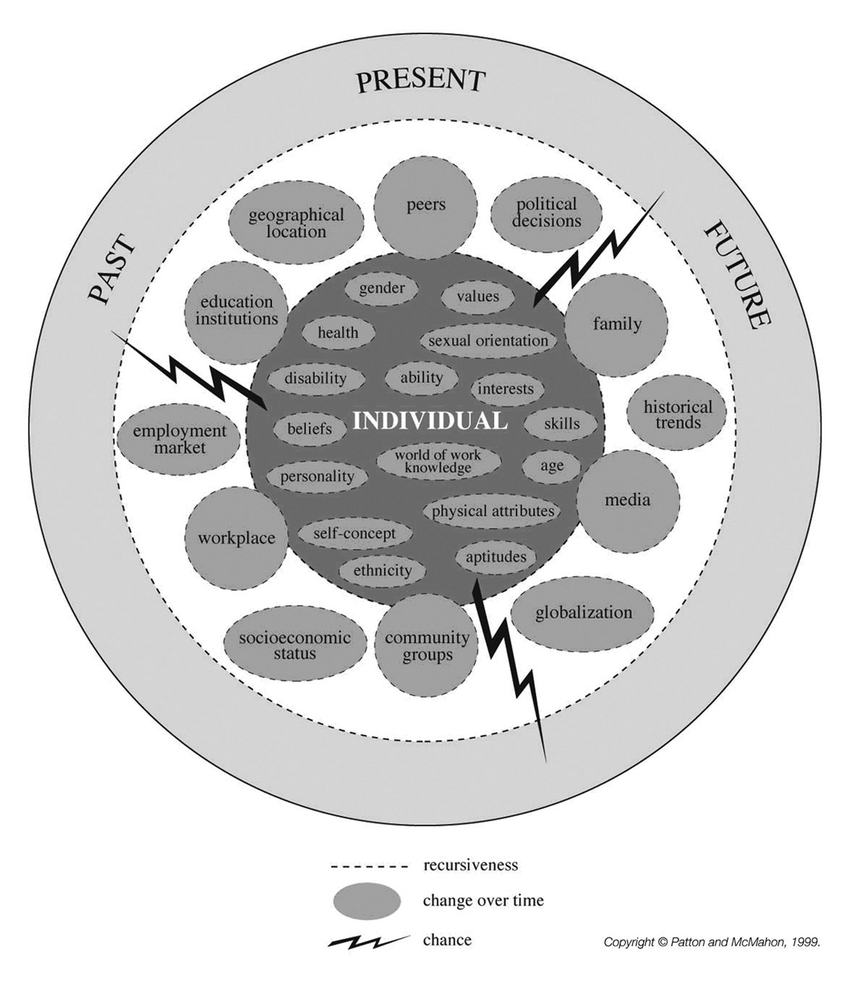 PRESENT
PAST
FUTURE
peers
geographical
location
political
decisions
education
institutions
family
employment
market
historical
trends
workplace
media
socioeconomic
status
community
groups
globalization
gender
values
health
sexual orientation
disability
ability
interests
INDIVIDUAL
beliefs
skills
world of work
knowledge
age
personality
physical attributes
self-concept
aptitudes
ethnicity
recursiveness
change over time
chance
Copyright © Patton and McMahon, 1999.